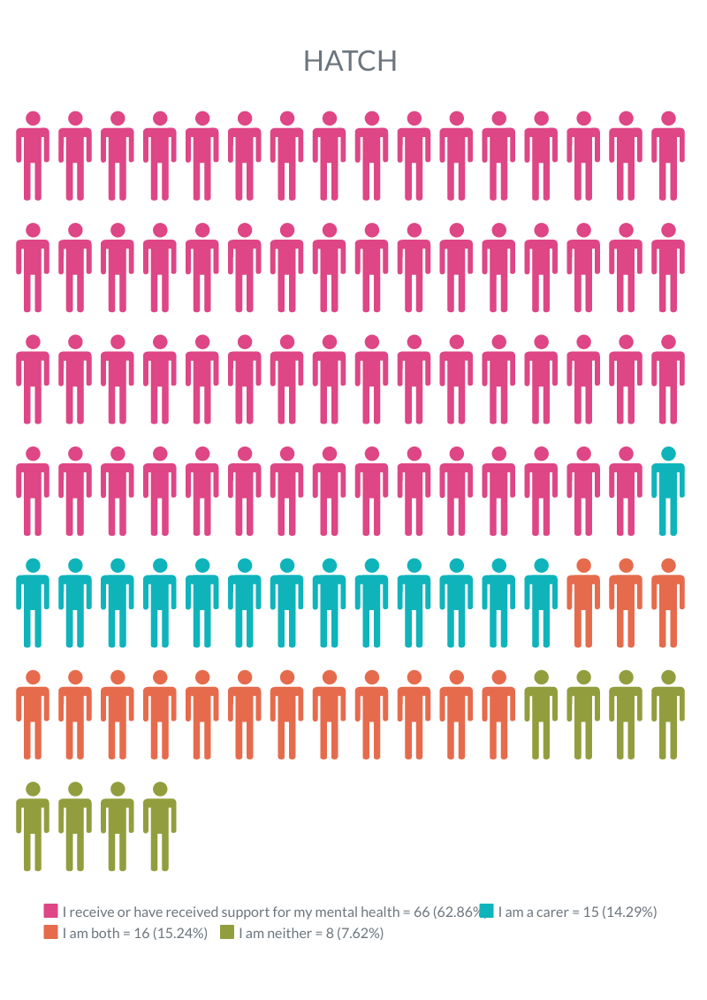 HATCH
I receive or have received support for my mental health = 66 (62.86% I am a carer = 15 (14.29%)
I am both = 16 (15.24%) I am neither = 8 (7.62%)